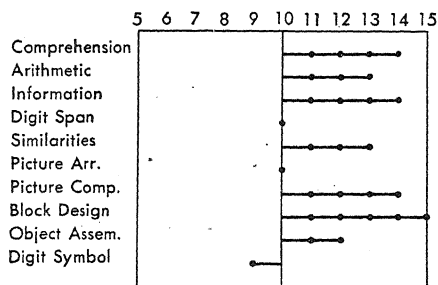 5 6 7 8 9 10 11 12 13 14 15
Comprehension
Arithmetic
Information
Digit Span
Similarities
Picture Arr.
Picture Comp.
Block Design
Object Assem.
Digit Symbol